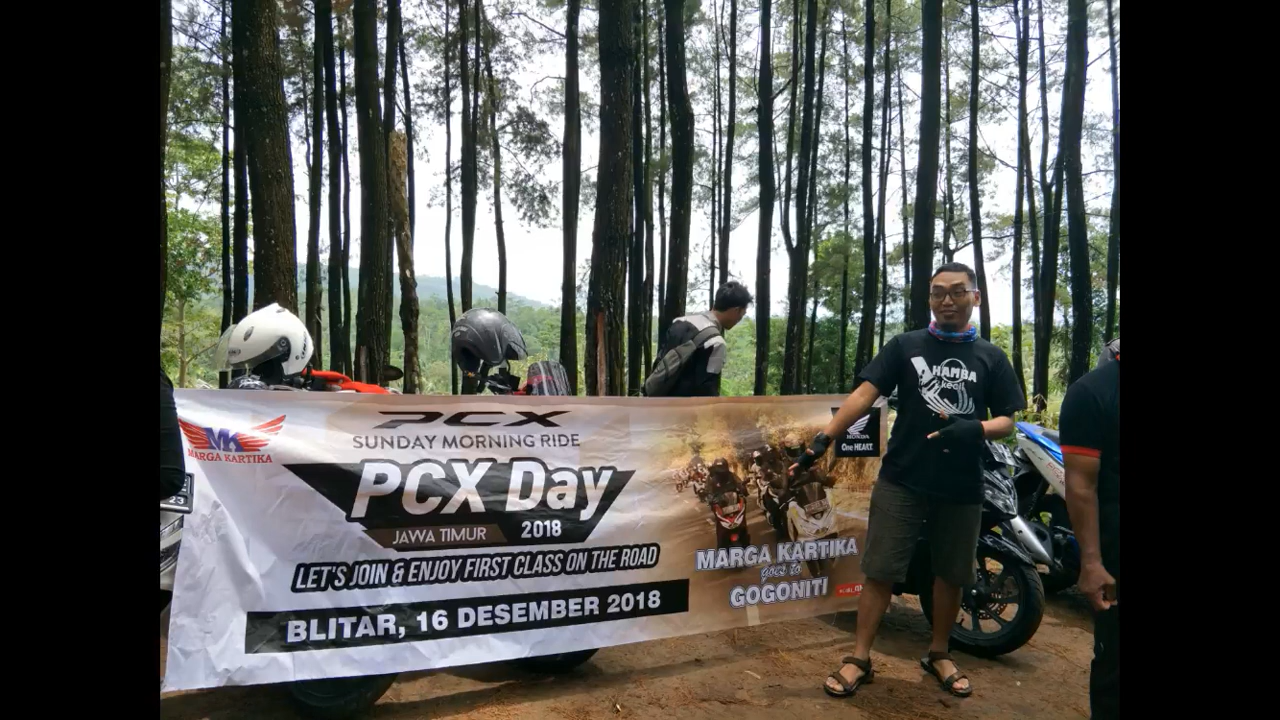 MK
MARGA KARTIKA
PCX
SUNDAY MORNING RIDE
PCX Day
JAWA TIMUR 2018
LET'S JOIN & ENJOY FIRST CLASS ON THE ROAD
BLITAR, 16 DESEMBER 2018
MARGA KARTIKA
goes to
GOGONITI
HONDA
One HEART.
HAMBA
kecil